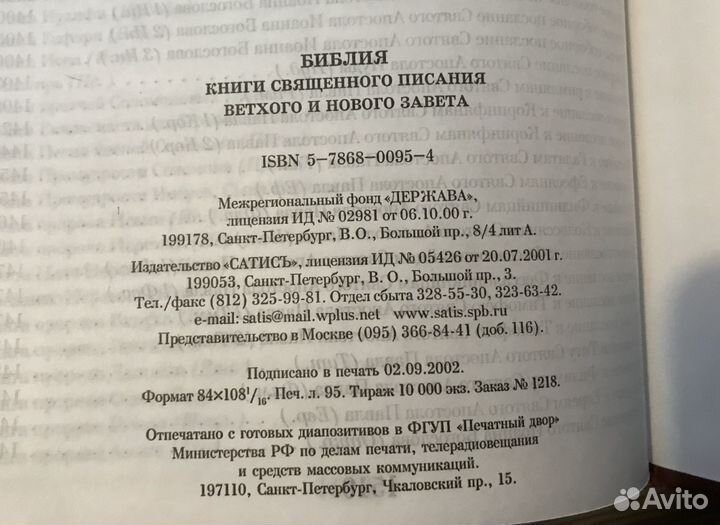 БИБЛИЯ
КНИГИ СВЯЩЕННОГО ПИСАНИЯ
ВЕТХОГО И НОВОГО ЗАВЕТА
ISBN 5–7868–0095–4
Межрегиональный фонд «ДЕРЖАВА»,
лицензия ИД № 02981 от 06.10.00 г.
199178, Санкт-Петербург, В.О., Большой пр., 8/4 лит А.
Издательство «САТИСЪ», лицензия ИД № 05426 от 20.07.2001 г.
199053, Санкт-Петербург, В. О., Большой пр., 3.
Тел./факс (812) 325-99-81. Отдел сбыта 328-55-30, 323-63-42.
e-mail: satis@mail.wplus.net www.satis.spb.ru
Представительство в Москве (095) 366-84-41 (доб. 116).
Подписано в печать 02.09.2002.
Формат 84×108¹/₁₆. Печ. л. 95. Тираж 10 000 экз. Заказ № 1218.
Отпечатано с готовых диапозитивов в ФГУП «Печатный двор»
Министерства РФ по делам печати, телерадиовещания
и средств массовых коммуникаций.
197110, Санкт-Петербург, Чкаловский пр., 15.
Avito